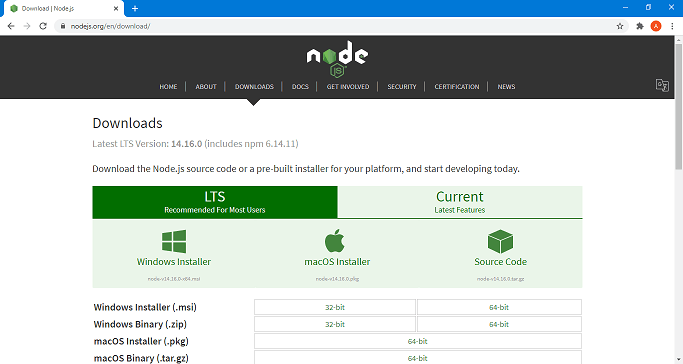 Download | Node.js
nodejs.org/en/download/
A
node
JS
HOME ABOUT DOWNLOADS DOCS GET INVOLVED SECURITY CERTIFICATION NEWS
Downloads
Latest LTS Version: 14.16.0 (includes npm 6.14.11)
Download the Node.js source code or a pre-built installer for your platform, and start developing today.
LTS
Recommended For Most Users
Current
Latest Features
Windows Installer
node-v14.16.0-x64.msi
macOS Installer
node-v14.16.0.pkg
Source Code
node-v14.16.0.tar.gz
Windows Installer (.msi) 32-bit 64-bit
Windows Binary (.zip) 32-bit 64-bit
macOS Installer (.pkg) 64-bit
macOS Binary (.tar.gz) 64-bit